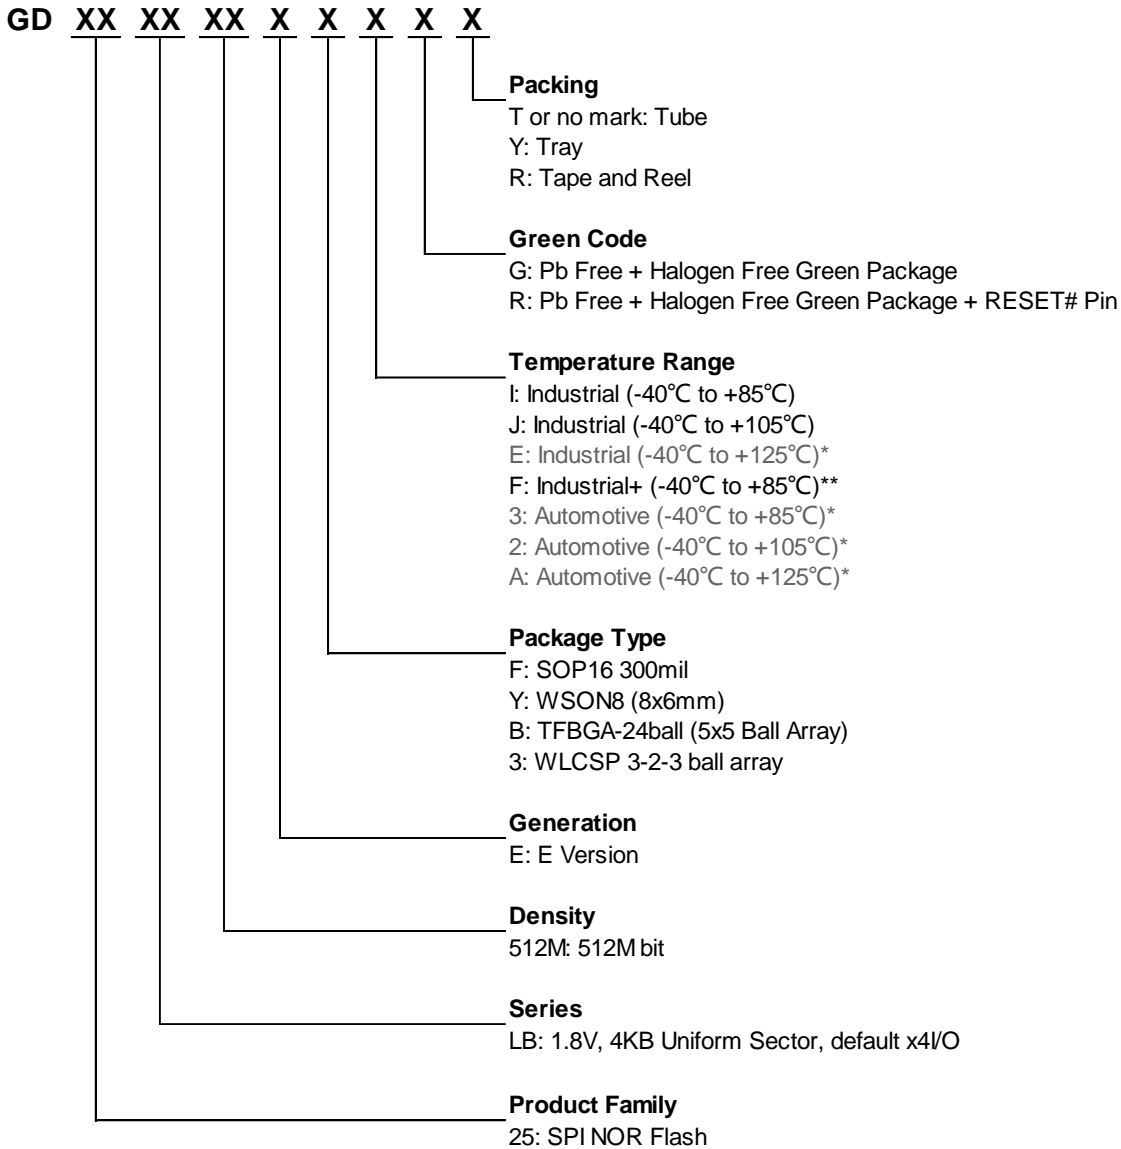 GD XX XX XX X X X X X
Packing
T or no mark: Tube
Y: Tray
R: Tape and Reel
Green Code
G: Pb Free + Halogen Free Green Package
R: Pb Free + Halogen Free Green Package + RESET# Pin
Temperature Range
I: Industrial (-40℃ to +85℃)
J: Industrial (-40℃ to +105℃)
E: Industrial (-40℃ to +125℃)*
F: Industrial+ (-40℃ to +85℃)**
3: Automotive (-40℃ to +85℃)*
2: Automotive (-40℃ to +105℃)*
A: Automotive (-40℃ to +125℃)*
Package Type
F: SOP16 300mil
Y: WSON8 (8x6mm)
B: TFBGA-24ball (5x5 Ball Array)
3: WLCSP 3-2-3 ball array
Generation
E: E Version
Density
512M: 512M bit
Series
LB: 1.8V, 4KB Uniform Sector, default x4I/O
Product Family
25: SPI NOR Flash